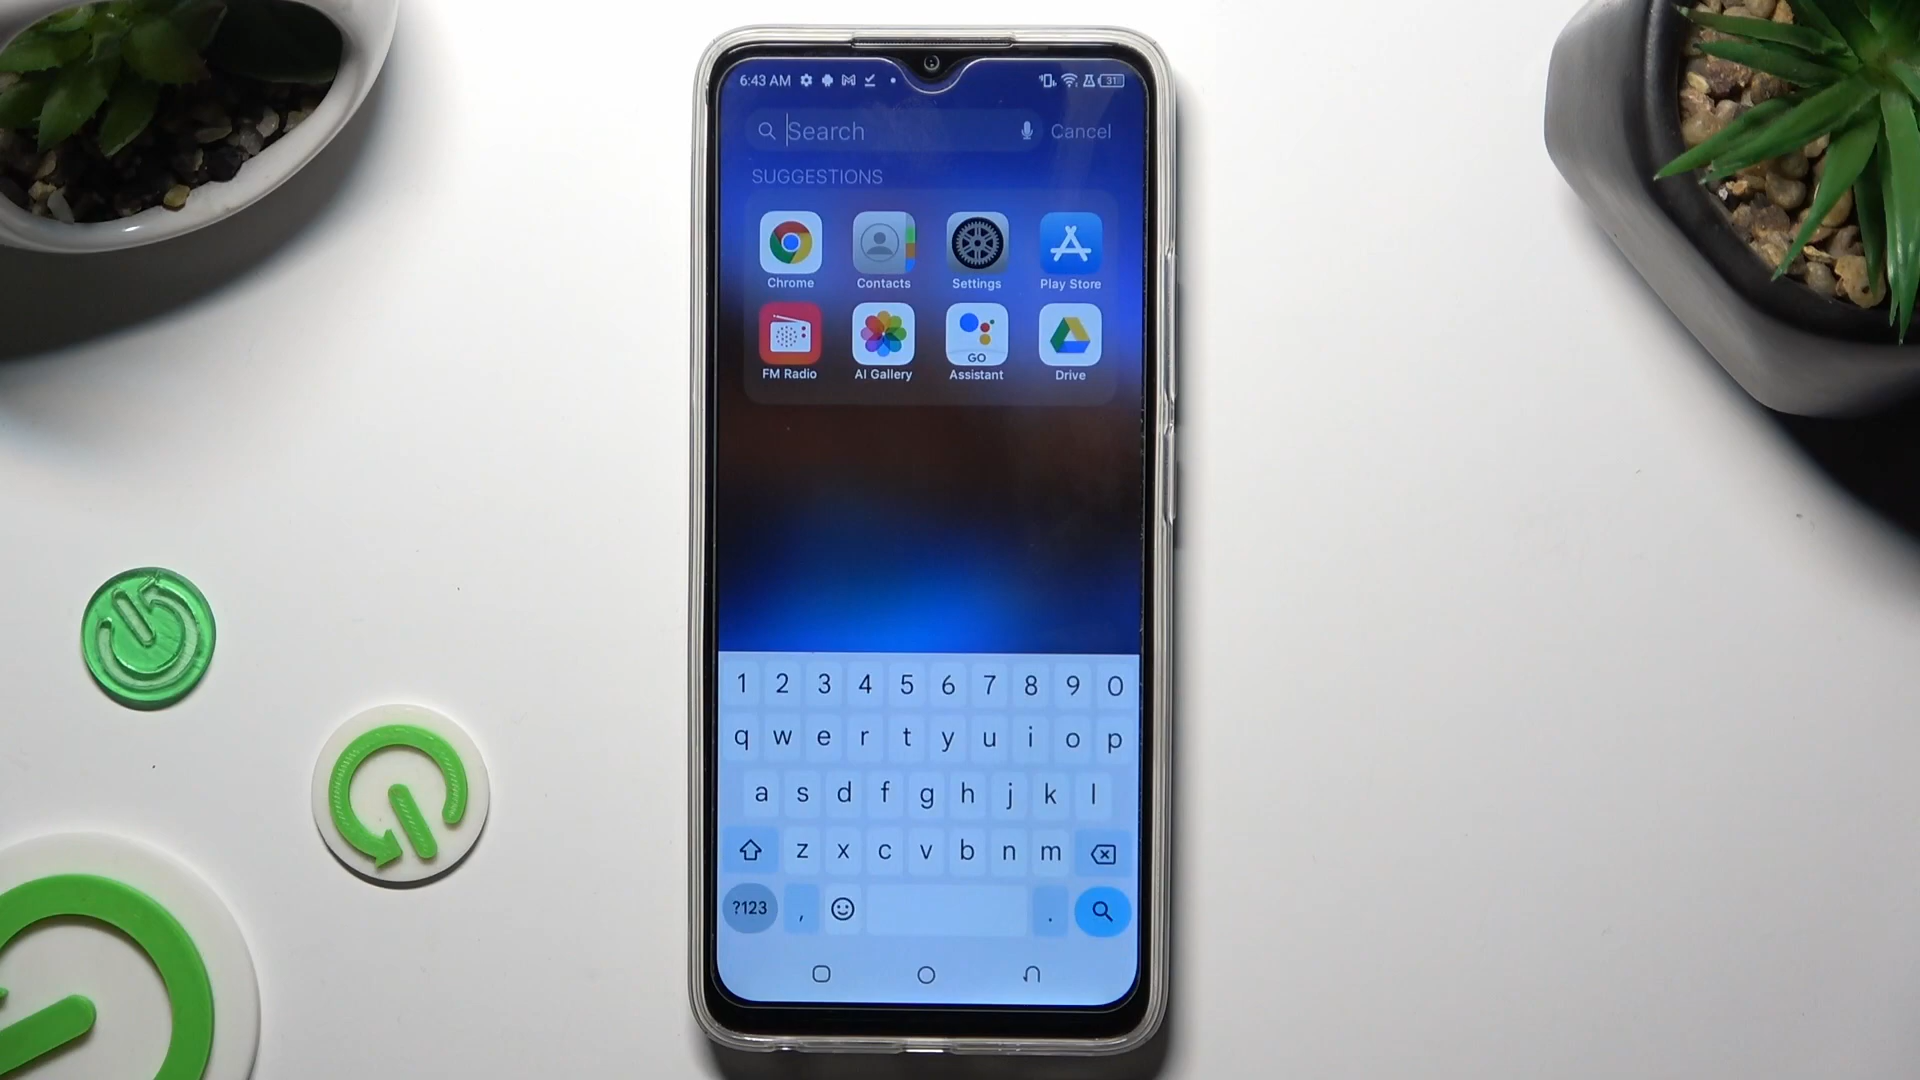 6:43 AM 31
Search Cancel
SUGGESTIONS
Chrome Contacts Settings Play Store
GO
FM Radio AI Gallery Assistant Drive
1 2 3 4 5 6 7 8 9 0
q w e r t y u i o p
a s d f g h j k l
z x c v b n m
?123 , .